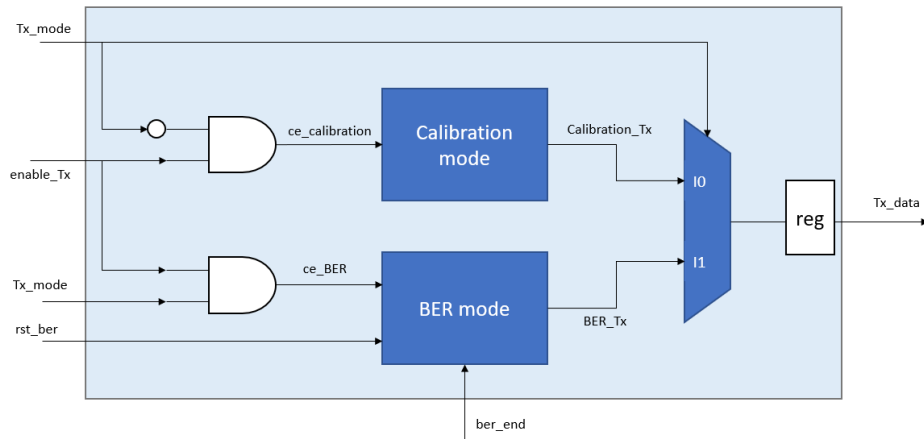 Tx_mode
ce_calibration
Calibration
mode
Calibration_Tx
enable_Tx
I0
reg
Tx_data
ce_BER
I1
Tx_mode
BER mode
BER_Tx
rst_ber
ber_end